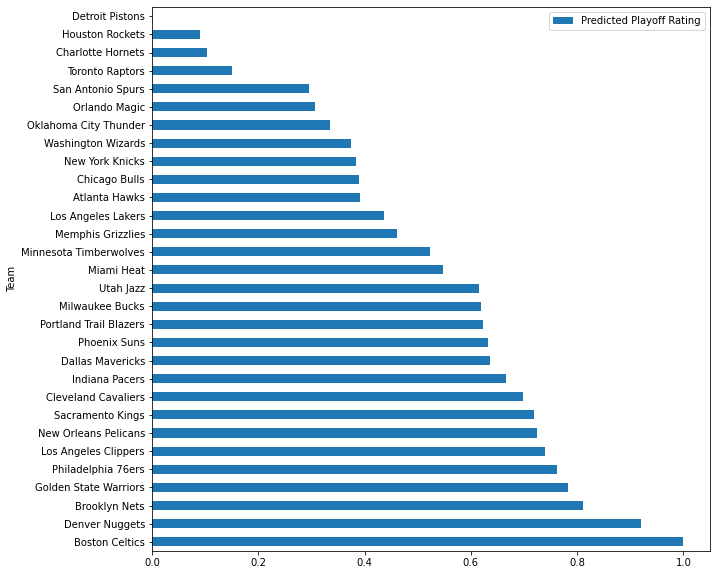 Predicted Playoff Rating
Team
Detroit Pistons
Houston Rockets
Charlotte Hornets
Toronto Raptors
San Antonio Spurs
Orlando Magic
Oklahoma City Thunder
Washington Wizards
New York Knicks
Chicago Bulls
Atlanta Hawks
Los Angeles Lakers
Memphis Grizzlies
Minnesota Timberwolves
Miami Heat
Utah Jazz
Milwaukee Bucks
Portland Trail Blazers
Phoenix Suns
Dallas Mavericks
Indiana Pacers
Cleveland Cavaliers
Sacramento Kings
New Orleans Pelicans
Los Angeles Clippers
Philadelphia 76ers
Golden State Warriors
Brooklyn Nets
Denver Nuggets
Boston Celtics
0.0 0.2 0.4 0.6 0.8 1.0